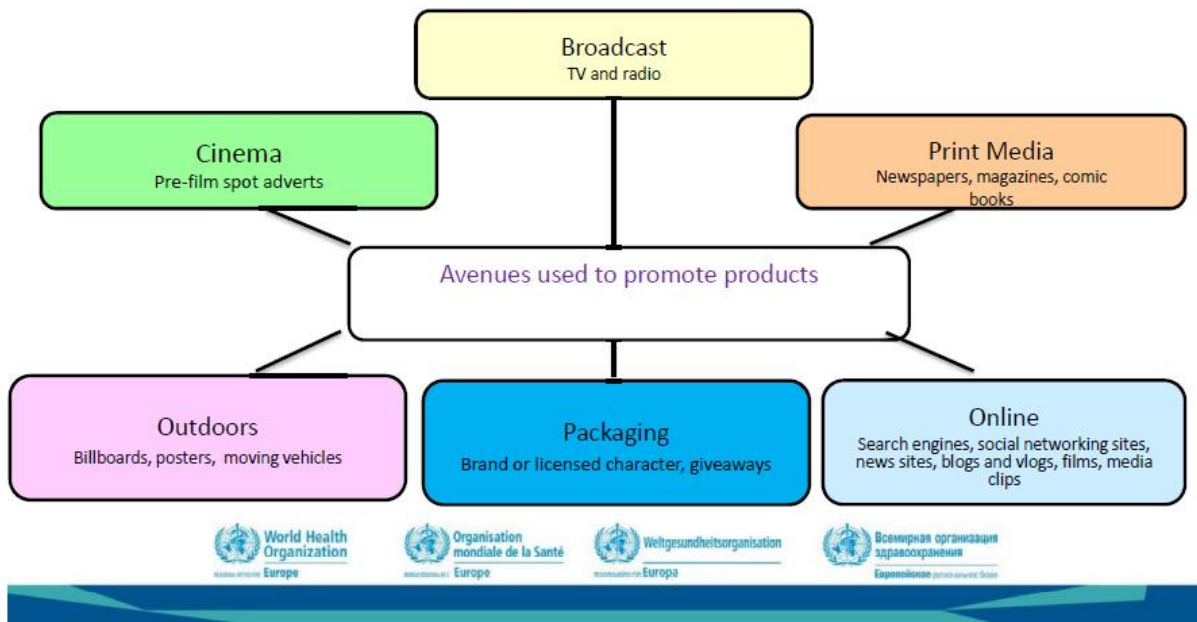 Broadcast
TV and radio
Cinema
Pre-film spot adverts
Print Media
Newspapers, magazines, comic
books
Avenues used to promote products
Outdoors
Billboards, posters, moving vehicles
Packaging
Brand or licensed character, giveaways
Online
Search engines, social networking sites,
news sites, blogs and vlogs, films, media
clips
World Health
Organization
Europe
Organisation
mondiale de la Santé
Europe
Weltgesundheitsorganisation
Europa
Всемирная организация
здравоохранения
Европейское региональное бюро